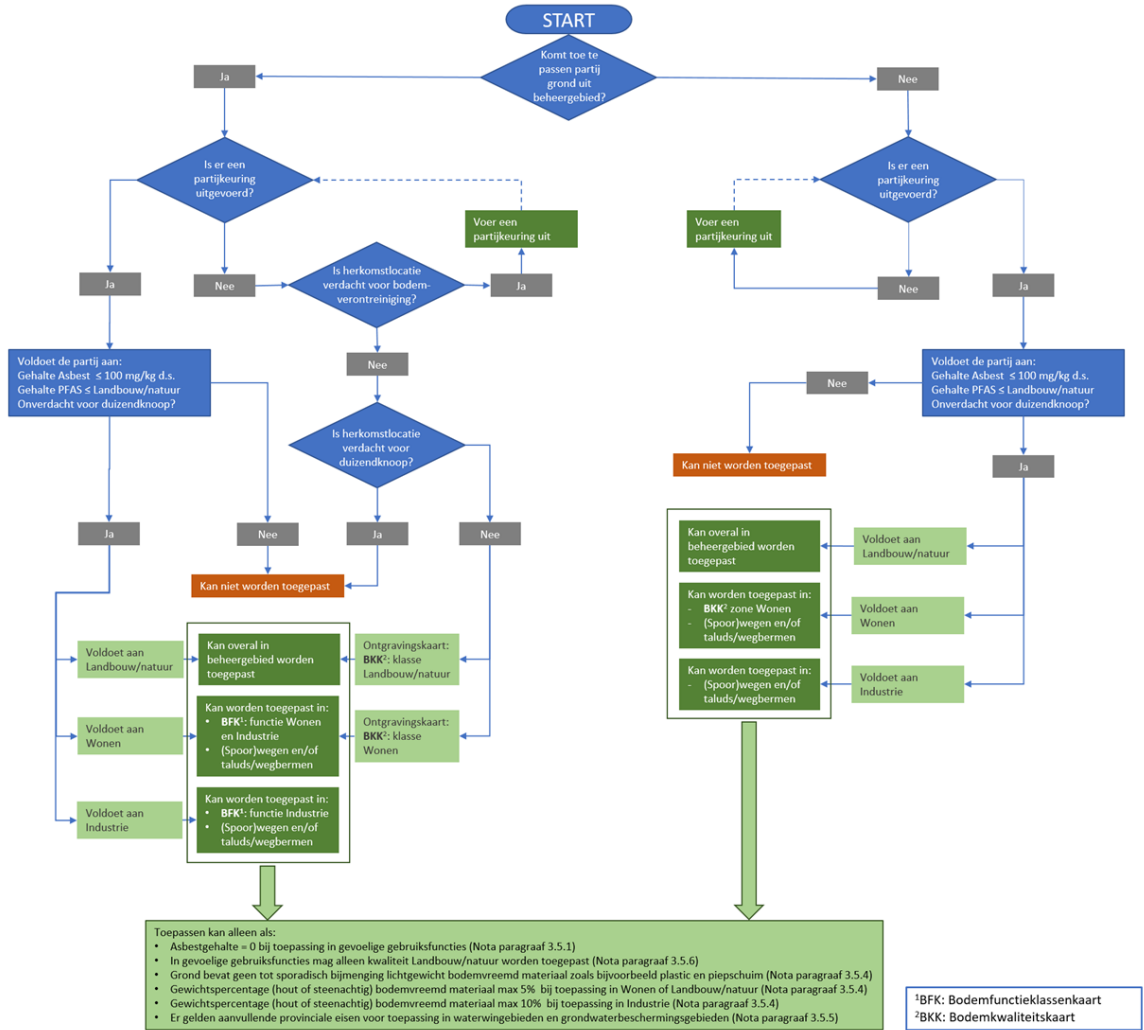 START
Komt toe te
passen partij
grond uit
beheergebied?
Ja
Nee
Is er een
partijkeuring
uitgevoerd?
Is er een
partijkeuring
uitgevoerd?
Voer een
partijkeuring uit
Voer een
partijkeuring uit
Ja
Nee
Is herkomstlocatie
verdacht voor bodem-
verontreiniging?
Ja
Nee
Ja
Nee
Voldoet de partij aan:
Gehalte Asbest ≤ 100 mg/kg d.s.
Gehalte PFAS ≤ Landbouw/natuur
Onverdacht voor duizendknoop?
Voldoet de partij aan:
Gehalte Asbest ≤ 100 mg/kg d.s.
Gehalte PFAS ≤ Landbouw/natuur
Onverdacht voor duizendknoop?
Nee
Is herkomstlocatie
verdacht voor
duizendknoop?
Kan niet worden toegepast
Ja
Ja
Nee
Ja
Nee
Kan niet worden toegepast
Kan overal in
beheergebied worden
toegepast
Voldoet aan
Landbouw/natuur
Kan worden toegepast in:
- BKK² zone Wonen
- (Spoor)wegen en/of
taluds/wegbermen
Voldoet aan
Wonen
Kan worden toegepast in:
- (Spoor)wegen en/of
taluds/wegbermen
Voldoet aan
Industrie
Voldoet aan
Landbouw/natuur
Kan overal in
beheergebied worden
toegepast
Ontgravingskaart:
BKK²: klasse
Landbouw/natuur
Voldoet aan
Wonen
Kan worden toegepast in:
• BFK¹: functie Wonen
en Industrie
• (Spoor)wegen en/of
taluds/wegbermen
Ontgravingskaart:
BKK²: klasse
Wonen
Voldoet aan
Industrie
Kan worden toegepast in:
• BFK¹: functie Industrie
• (Spoor)wegen en/of
taluds/wegbermen
Toepassen kan alleen als:
• Asbestgehalte = 0 bij toepassing in gevoelige gebruiksfuncties (Nota paragraaf 3.5.1)
• In gevoelige gebruiksfuncties mag alleen kwaliteit Landbouw/natuur worden toegepast (Nota paragraaf 3.5.6)
• Grond bevat geen tot sporadisch bijmenging lichtgewicht bodemvreemd materiaal zoals bijvoorbeeld plastic en piepschuim (Nota paragraaf 3.5.4)
• Gewichtspercentage (hout of steenachtig) bodemvreemd materiaal max 5% bij toepassing in Wonen of Landbouw/natuur (Nota paragraaf 3.5.4)
• Gewichtspercentage (hout of steenachtig) bodemvreemd materiaal max 10% bij toepassing in Industrie (Nota paragraaf 3.5.4)
• Er gelden aanvullende provinciale eisen voor toepassing in waterwingebieden en grondwaterbeschermingsgebieden (Nota paragraaf 3.5.5)
¹BFK: Bodemfunctieklassenkaart
²BKK: Bodemkwaliteitskaart